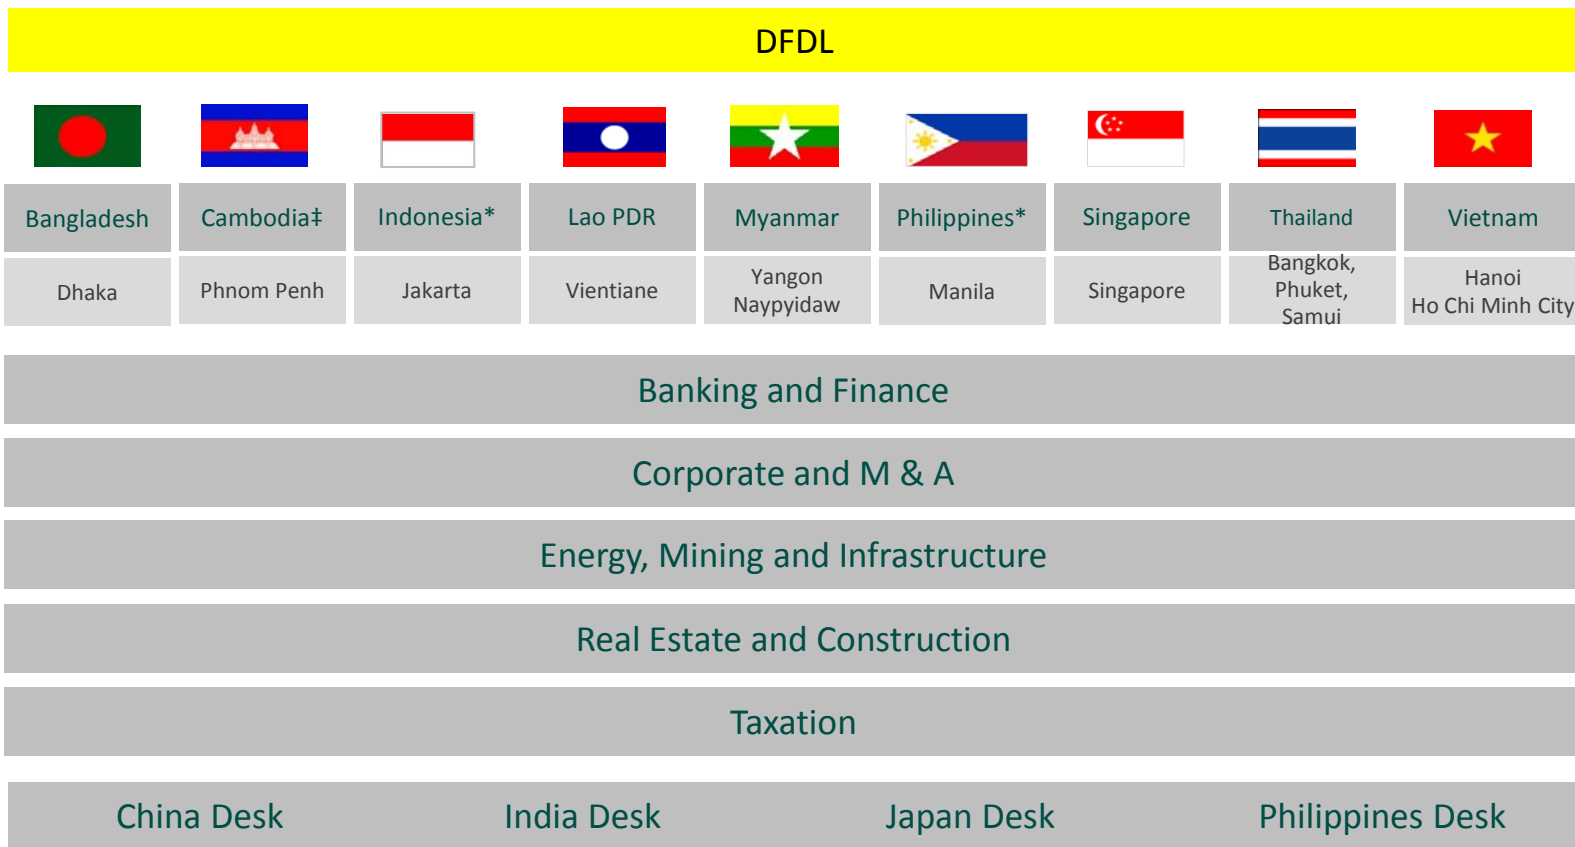 DFDL
Bangladesh
Cambodia‡
Indonesia*
Lao PDR
Myanmar
Philippines*
Singapore
Thailand
Vietnam
Dhaka
Phnom Penh
Jakarta
Vientiane
Yangon
Naypyidaw
Manila
Singapore
Bangkok,
Phuket,
Samui
Hanoi
Ho Chi Minh City
Banking and Finance
Corporate and M & A
Energy, Mining and Infrastructure
Real Estate and Construction
Taxation
China Desk
India Desk
Japan Desk
Philippines Desk